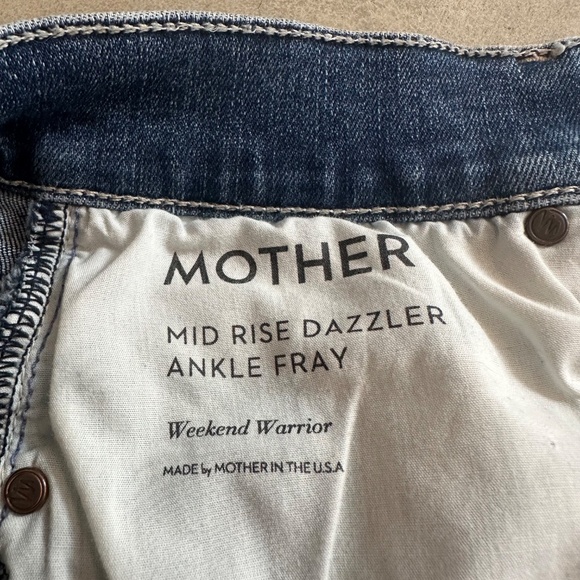 MOTHER
MID RISE DAZZLER
ANKLE FRAY
Weekend Warrior
MADE by MOTHER IN THE U.S.A